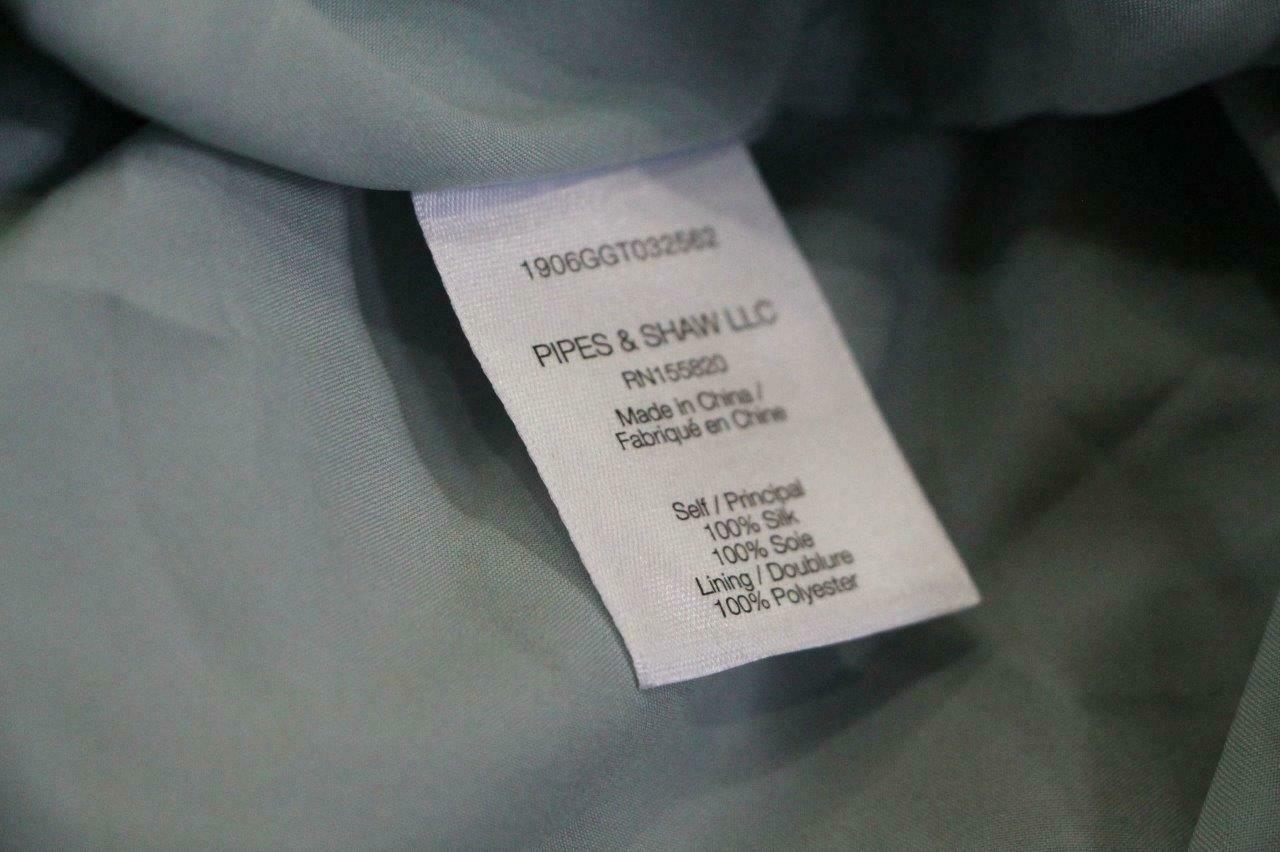 1906GGT032562
PIPES & SHAW LLC
RN155820
Made in China /
Fabriqué en Chine
Self / Principal
100% Silk
100% Soie
Lining / Doublure
100% Polyester